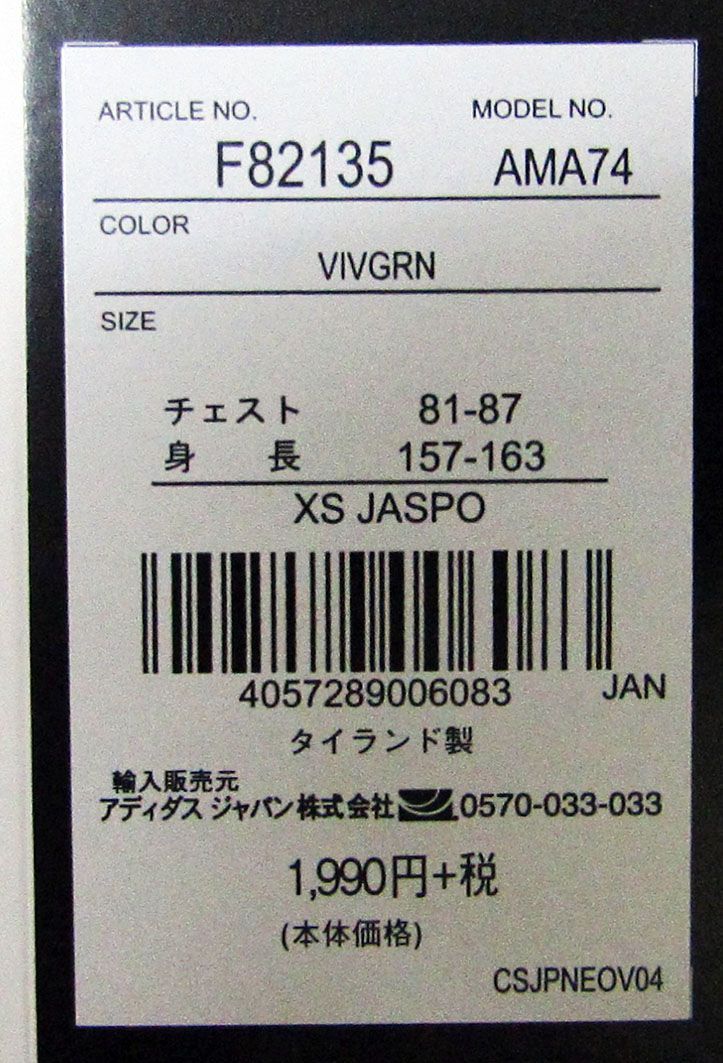 ARTICLE NO. MODEL NO.
F82135 AMA74
COLOR
VIVGRN
SIZE
チェスト 81-87
身 長 157-163
XS JASPO
4057289006083 JAN
タイランド製
輸入販売元
アディダス ジャパン株式会社 0570-033-033
1,990円+税
(本体価格)
CSJPNEOV04